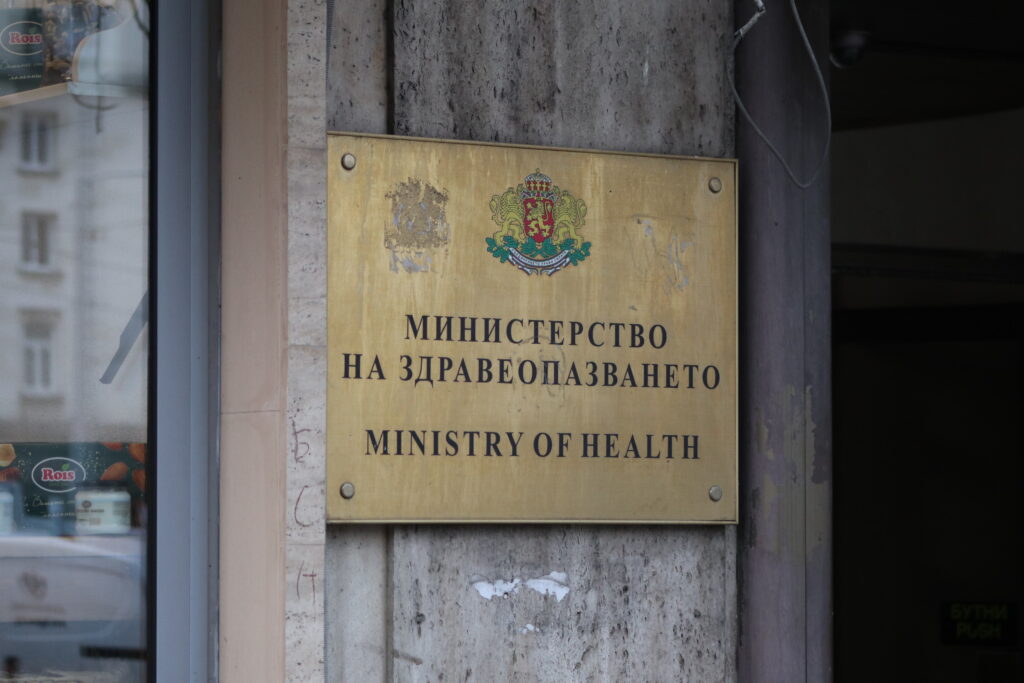 Rois
МИНИСТЕРСТВО
НА ЗДРАВЕОПАЗВАНЕТО
MINISTRY OF HEALTH
Rois
Б
С
Н
БУТНИ
PUSH